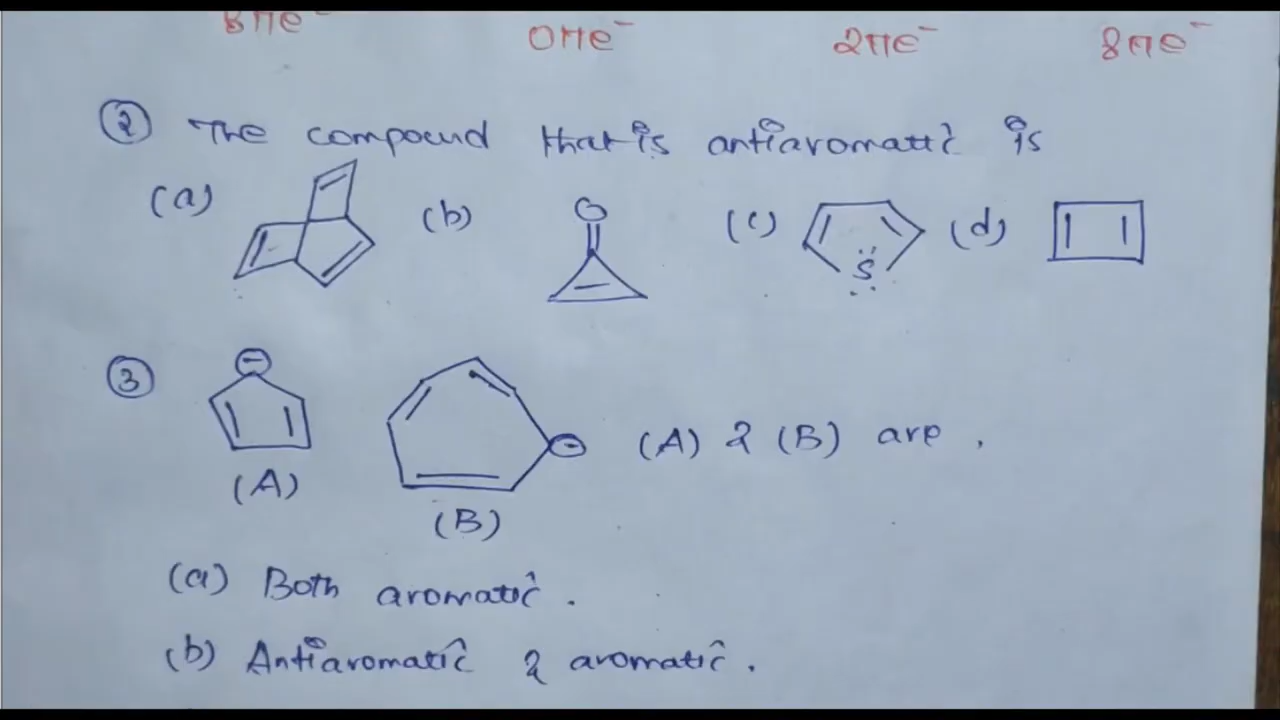 8πe⁻ 0πe⁻ 2πe⁻ 8πe⁻
② The compound that is antiaromatic is
(a) (b) O (c) S (d)
③ ⊖ ⊖ (A) & (B) are.
(A) (B)
(a) Both aromatic.
(b) Antiaromatic & aromatic.